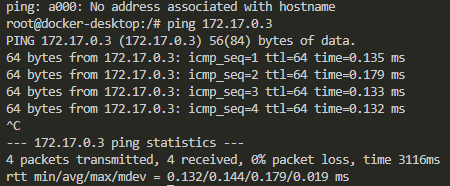 ping: a000: No address associated with hostname
root@docker-desktop:/# ping 172.17.0.3
PING 172.17.0.3 (172.17.0.3) 56(84) bytes of data.
64 bytes from 172.17.0.3: icmp_seq=1 ttl=64 time=0.135 ms
64 bytes from 172.17.0.3: icmp_seq=2 ttl=64 time=0.179 ms
64 bytes from 172.17.0.3: icmp_seq=3 ttl=64 time=0.133 ms
64 bytes from 172.17.0.3: icmp_seq=4 ttl=64 time=0.132 ms
^C
--- 172.17.0.3 ping statistics ---
4 packets transmitted, 4 received, 0% packet loss, time 3116ms
rtt min/avg/max/mdev = 0.132/0.144/0.179/0.019 ms